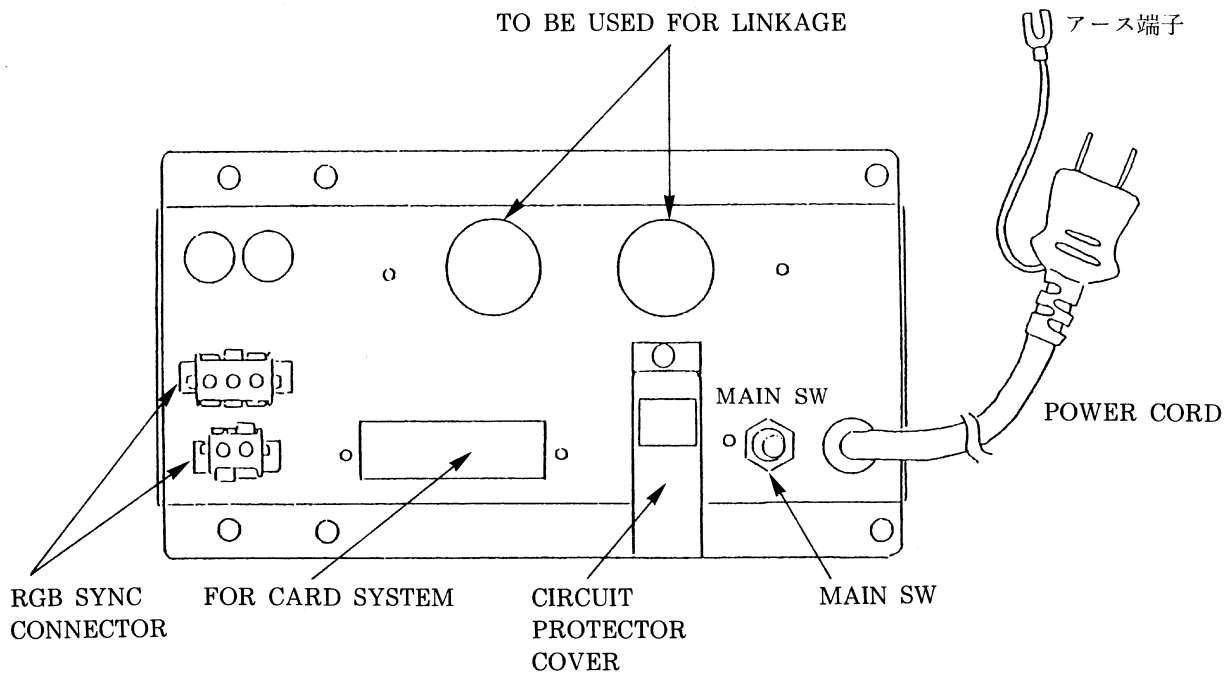 TO BE USED FOR LINKAGE
アース端子
MAIN SW
POWER CORD
RGB SYNC
CONNECTOR
FOR CARD SYSTEM
CIRCUIT
PROTECTOR
COVER
MAIN SW